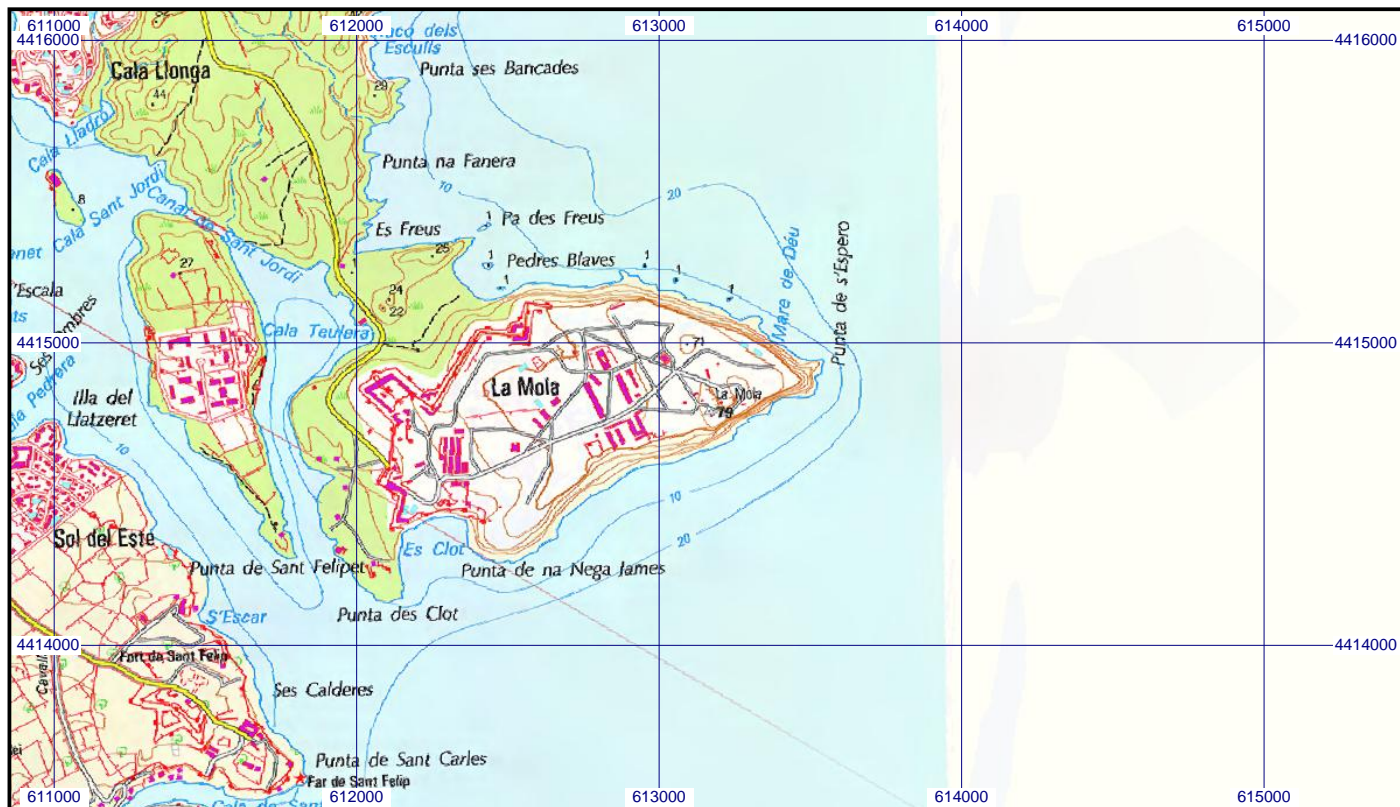 611000 612000 613000 614000 615000
4416000 4416000
Esculls
Punta ses Bancades
Cala Llonga
44
29
Cala Lladró
Punta na Fanera
10
20
8
Cala Sant Jordi
Canal de Sant Jordi
1
Pa des Freus
Es Freus
25
1
Pedres Blaves
1
1
1
1
1
27
24
22
Mare de Déu
Punta de s'Espero
Cala Teulera
4415000 4415000
71
La Mola
La Mola
79
Illa del
Llatzeret
10
10
20
Sol del Este
Es Clot
Punta de Sant Felipet
Punta de na Nega James
Punta des Clot
S'Escar
4414000 4414000
Fort de Sant Felip
Ses Calderes
Punta de Sant Carles
Far de Sant Felip
611000 612000 613000 614000 615000